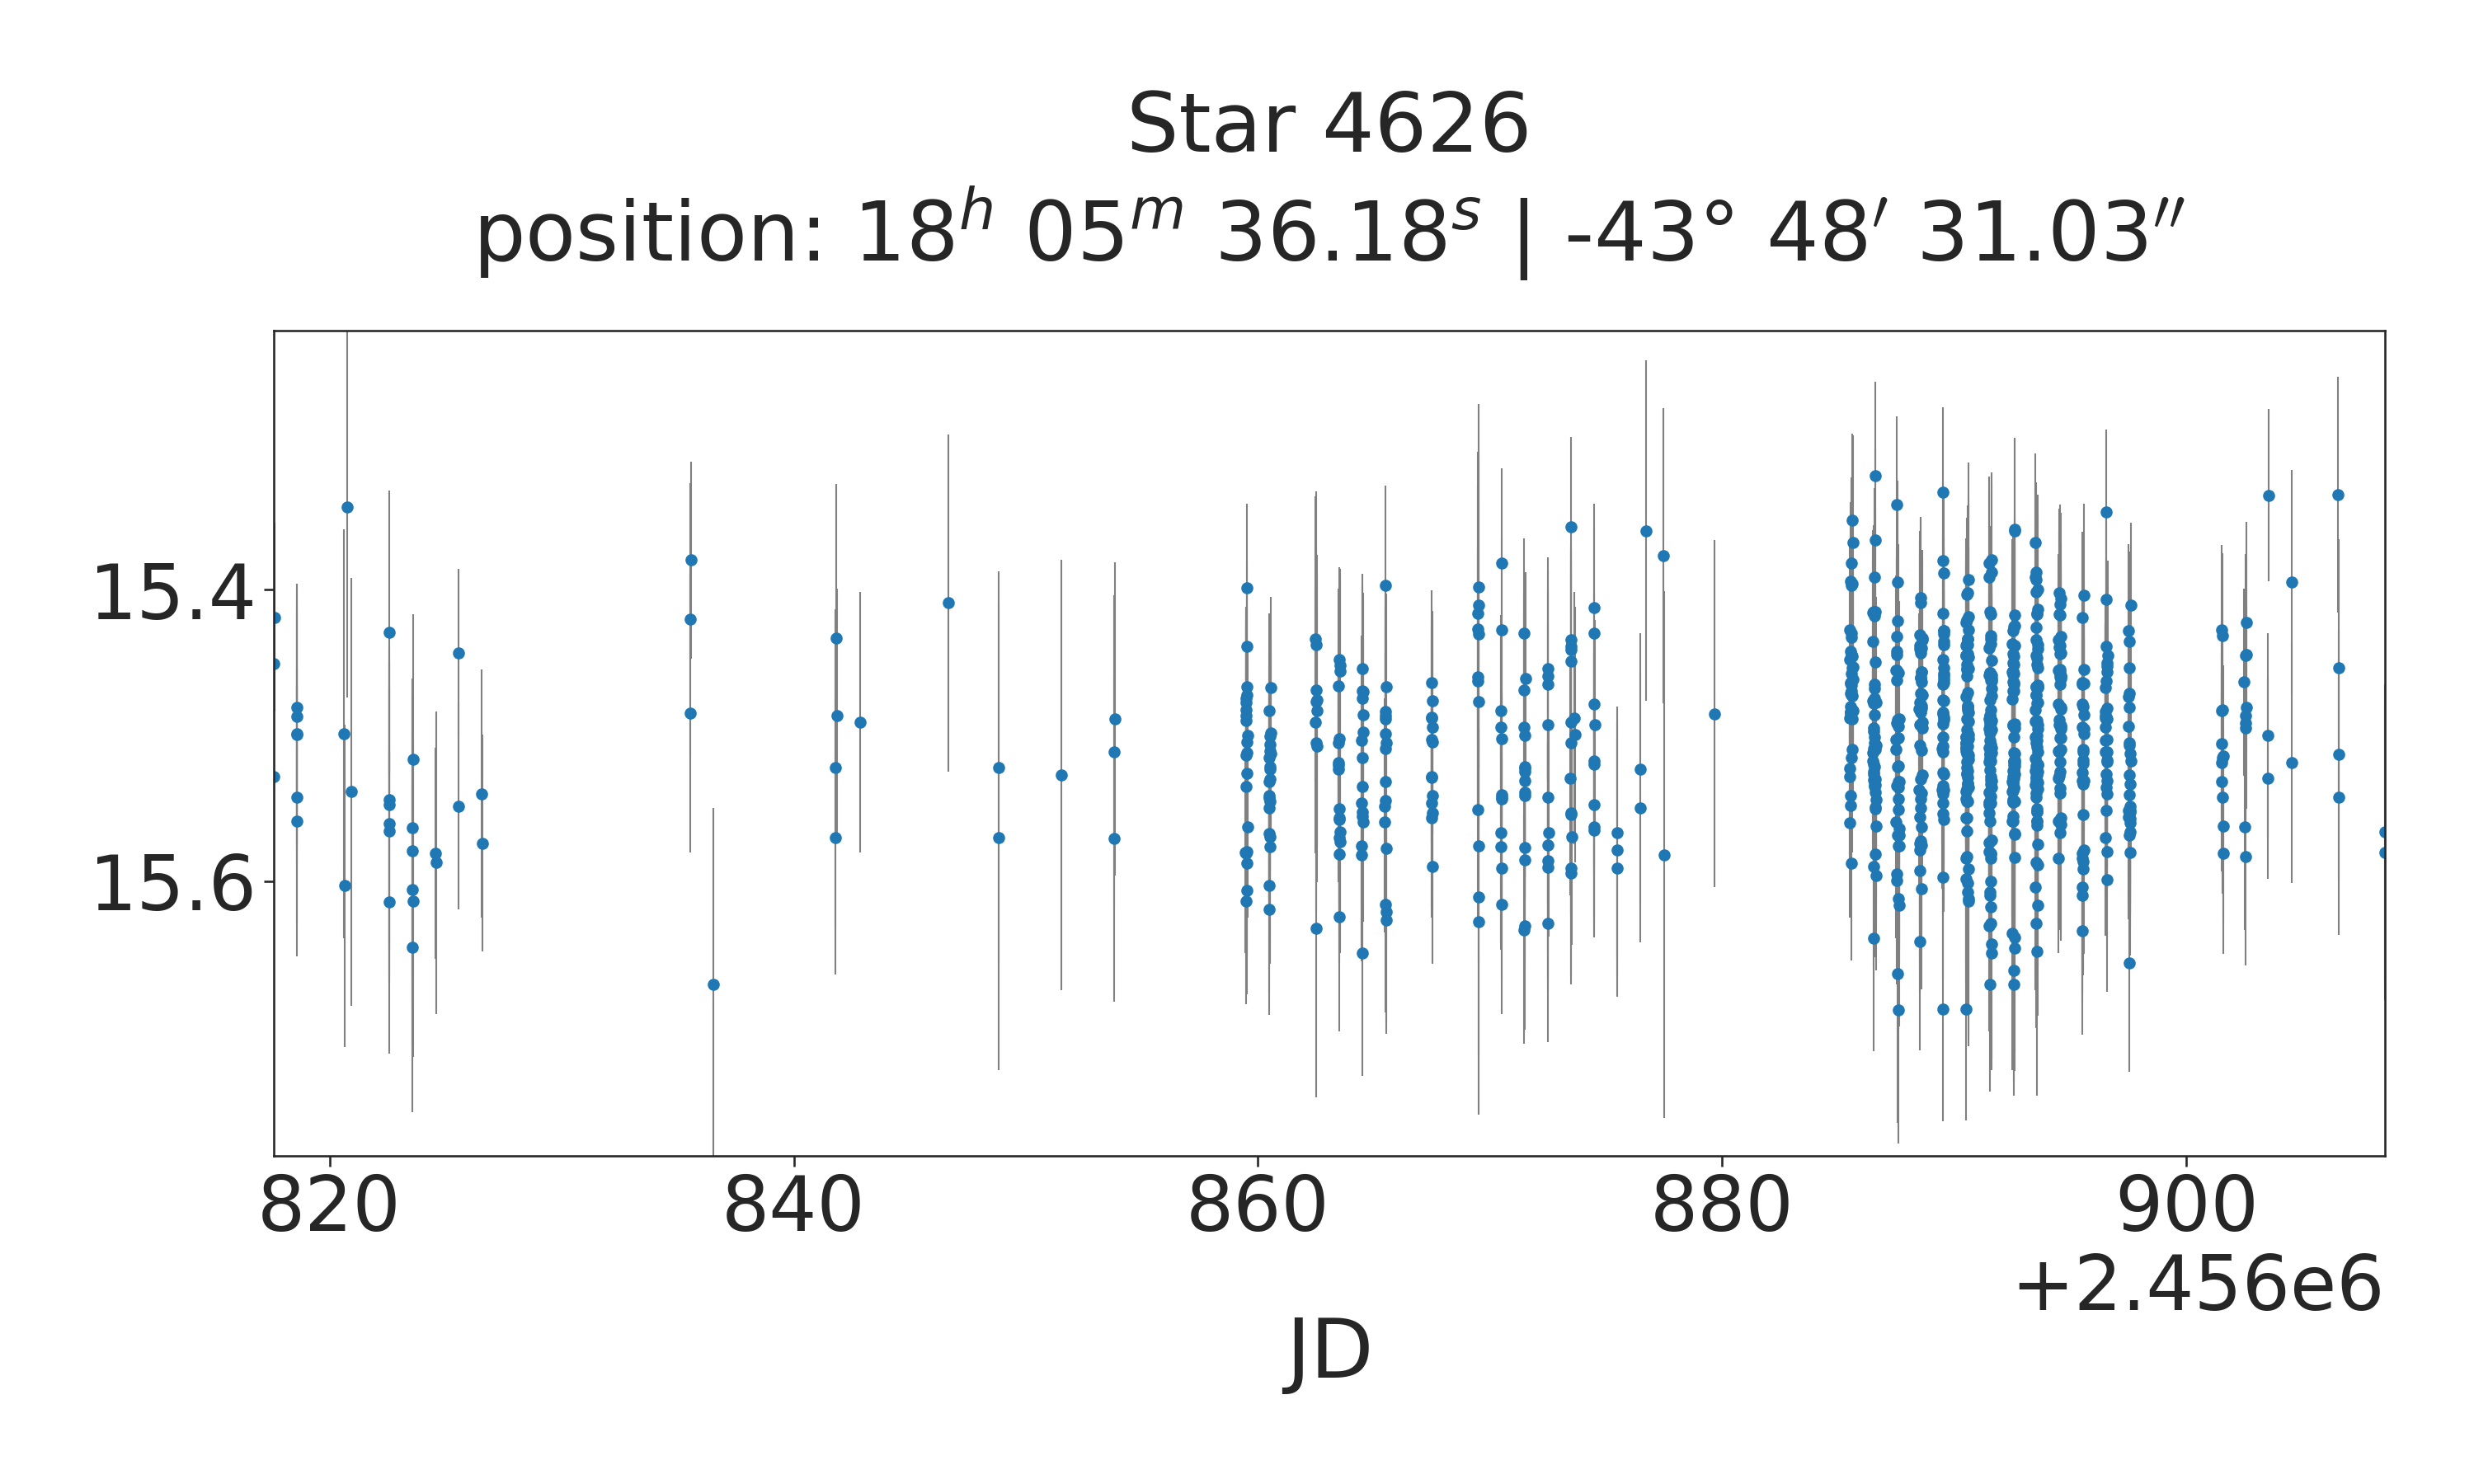 Star 4626
position: 18ʰ 05ᵐ 36.18ˢ | -43° 48′ 31.03″
15.4
15.6
820 840 860 880 900
+2.456e6
JD